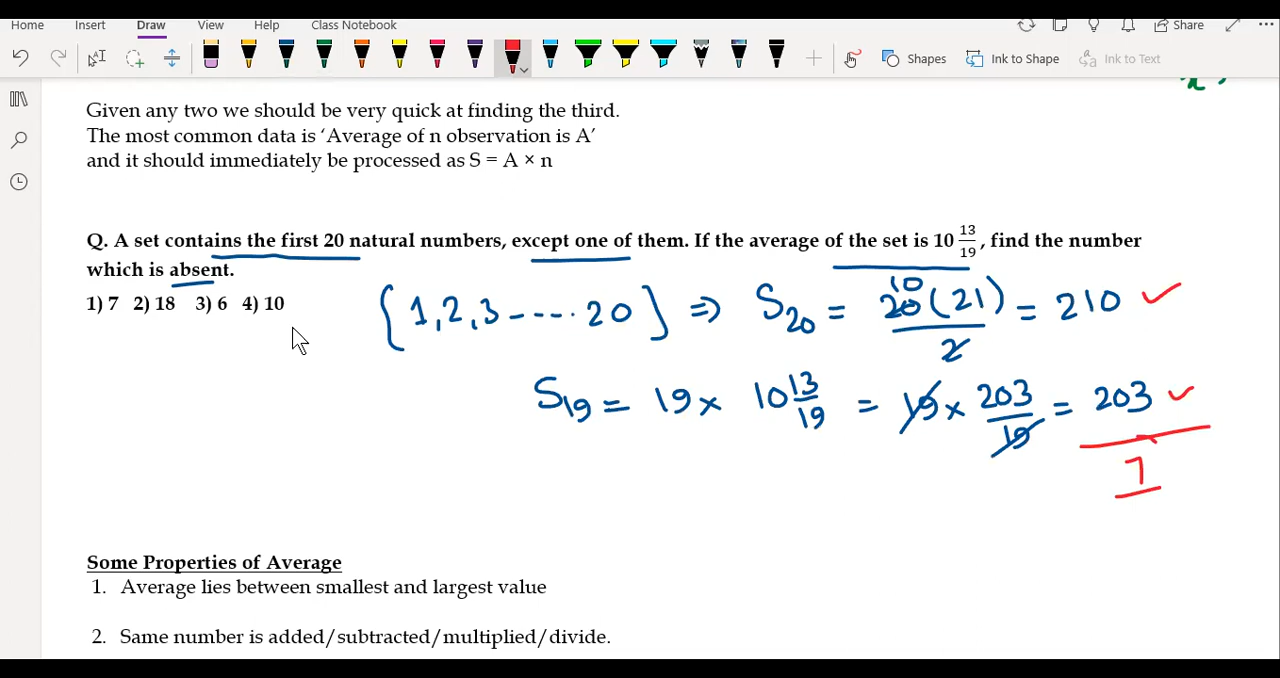 Home Insert Draw View Help Class Notebook Share
Shapes Ink to Shape Ink to Text
Given any two we should be very quick at finding the third.
The most common data is ‘Average of n observation is A’
and it should immediately be processed as S = A × n
Q. A set contains the first 20 natural numbers, except one of them. If the average of the set is 10 13/19, find the number
which is absent.
1) 7 2) 18 3) 6 4) 10
{1,2,3----.20} ⇒ S20 = 20(21)/2 = 210 ✓
10
S19 = 19 × 10 13/19 = 19 × 203/19 = 203 ✓
7
Some Properties of Average
1. Average lies between smallest and largest value
2. Same number is added/subtracted/multiplied/divide.